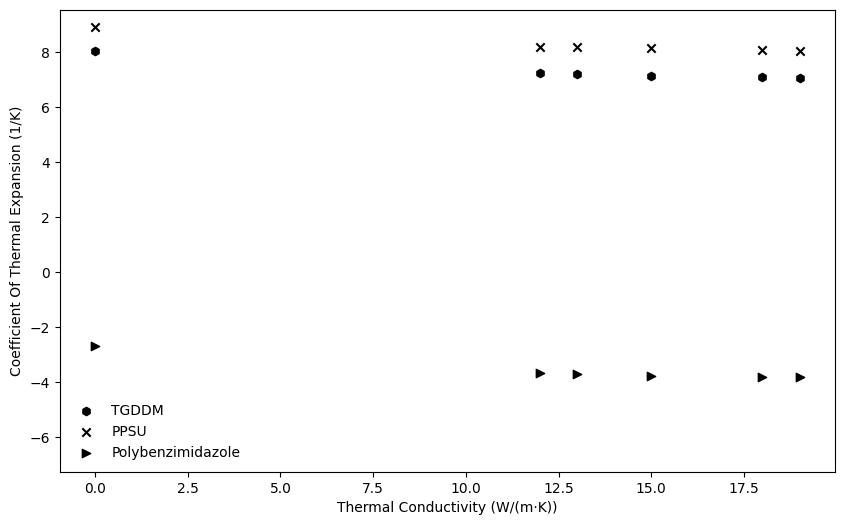 8
6
4
2
0
−2
−4
−6
Coefficient Of Thermal Expansion (1/K)
TGDDM
PPSU
Polybenzimidazole
0.0 2.5 5.0 7.5 10.0 12.5 15.0 17.5
Thermal Conductivity (W/(m·K))